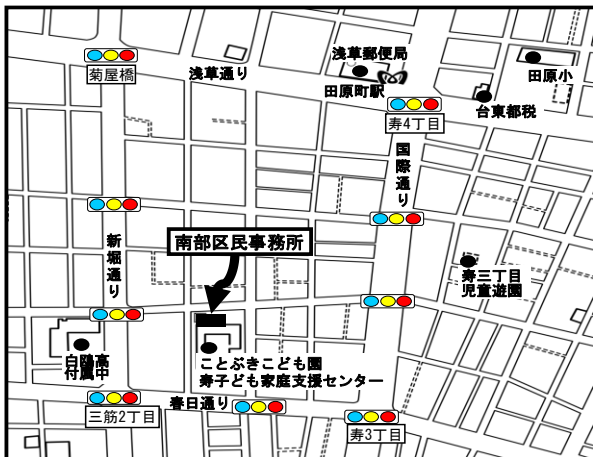 浅草郵便局
菊屋橋
浅草通り
田原町駅
田原小
台東都税
寿4丁目
国際通り
南部区民事務所
新堀通り
寿三丁目
児童遊園
白鴎高
付属中
ことぶきこども園
寿子ども家庭支援センター
三筋2丁目
春日通り
寿3丁目